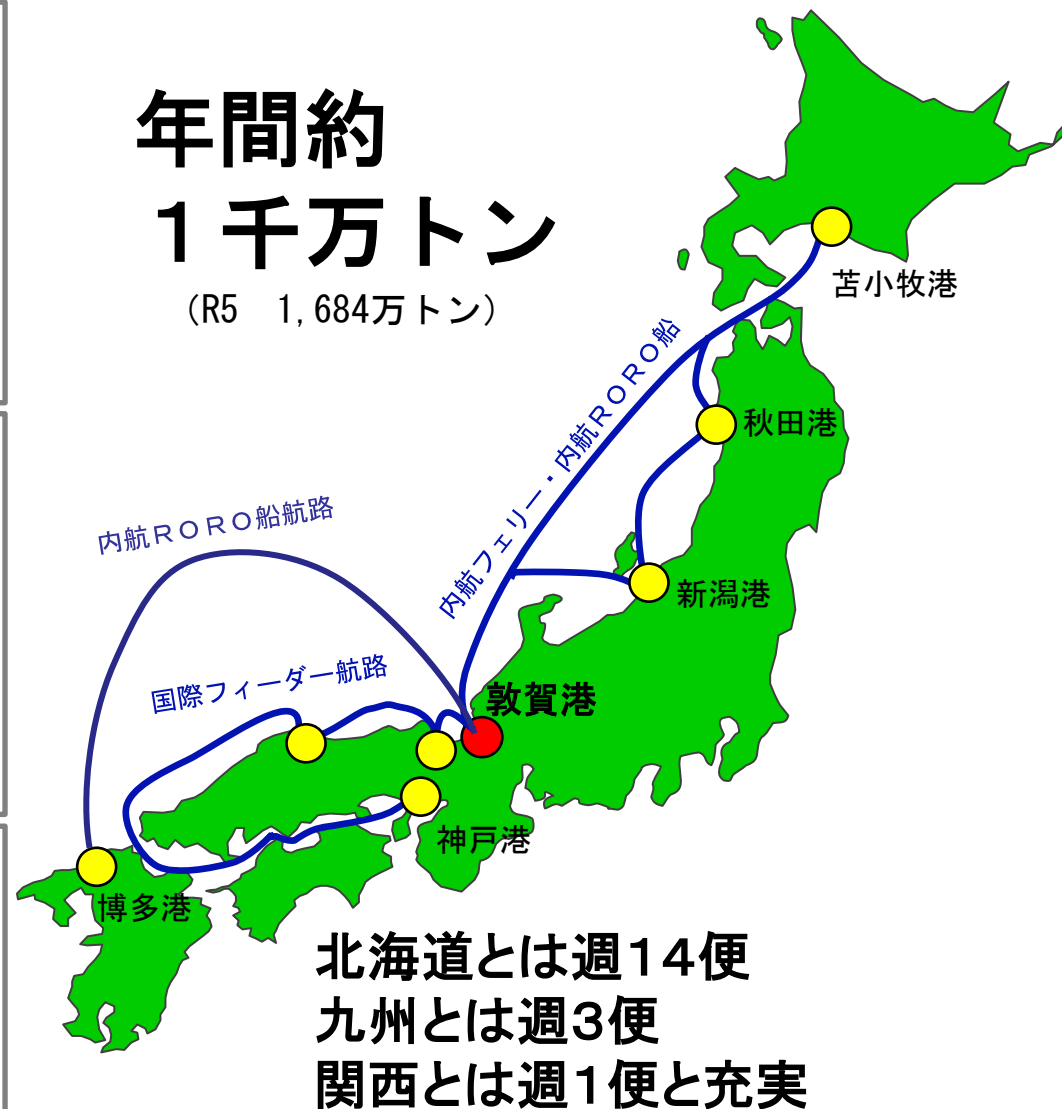 年間約
１千万トン
（R5　1,684万トン）
苫小牧港
内航フェリー・内航ＲＯＲＯ船
秋田港
内航ＲＯＲＯ船航路
新潟港
国際フィーダー航路
敦賀港
神戸港
博多港
北海道とは週１４便
九州とは週３便
関西とは週１便と充実